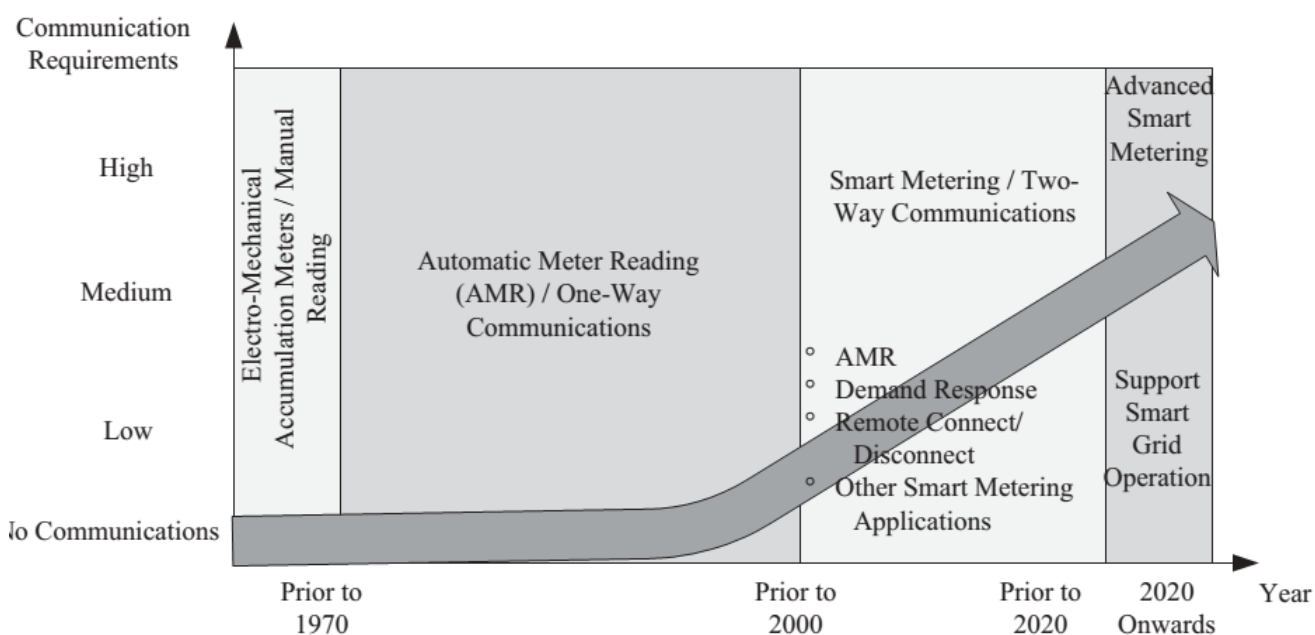 Communication
Requirements
High
Medium
Low
lo Communications
Electro-Mechanical
Accumulation Meters / Manual
Reading
Automatic Meter Reading
(AMR) / One-Way
Communications
Smart Metering / Two-
Way Communications
° AMR
° Demand Response
° Remote Connect/
Disconnect
° Other Smart Metering
Applications
Advanced
Smart
Metering
Support
Smart
Grid
Operation
Prior to
1970
Prior to
2000
Prior to
2020
2020
Onwards
Year